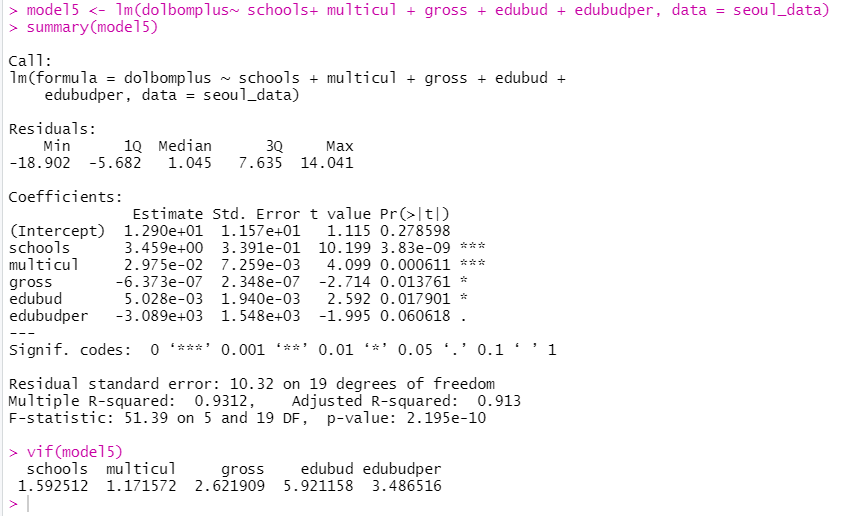 > model5 <- lm(dolbomplus~ schools+ multicul + gross + edubud + edubudper, data = seoul_data)
> summary(model5)
Call:
lm(formula = dolbomplus ~ schools + multicul + gross + edubud +
    edubudper, data = seoul_data)
Residuals:
    Min      1Q  Median      3Q     Max
-18.902  -5.682   1.045   7.635  14.041
Coefficients:
              Estimate Std. Error t value Pr(>|t|)
(Intercept)  1.290e+01  1.157e+01   1.115 0.278598
schools      3.459e+00  3.391e-01  10.199 3.83e-09 ***
multicul     2.975e-02  7.259e-03   4.099 0.000611 ***
gross       -6.373e-07  2.348e-07  -2.714 0.013761 *
edubud       5.028e-03  1.940e-03   2.592 0.017901 *
edubudper   -3.089e+03  1.548e+03  -1.995 0.060618 .
---
Signif. codes:  0 ‘***’ 0.001 ‘**’ 0.01 ‘*’ 0.05 ‘.’ 0.1 ‘ ’ 1
Residual standard error: 10.32 on 19 degrees of freedom
Multiple R-squared:  0.9312,    Adjusted R-squared:  0.913
F-statistic: 51.39 on 5 and 19 DF,  p-value: 2.195e-10
> vif(model5)
  schools  multicul     gross    edubud edubudper
 1.592512  1.171572  2.621909  5.921158  3.486516
>